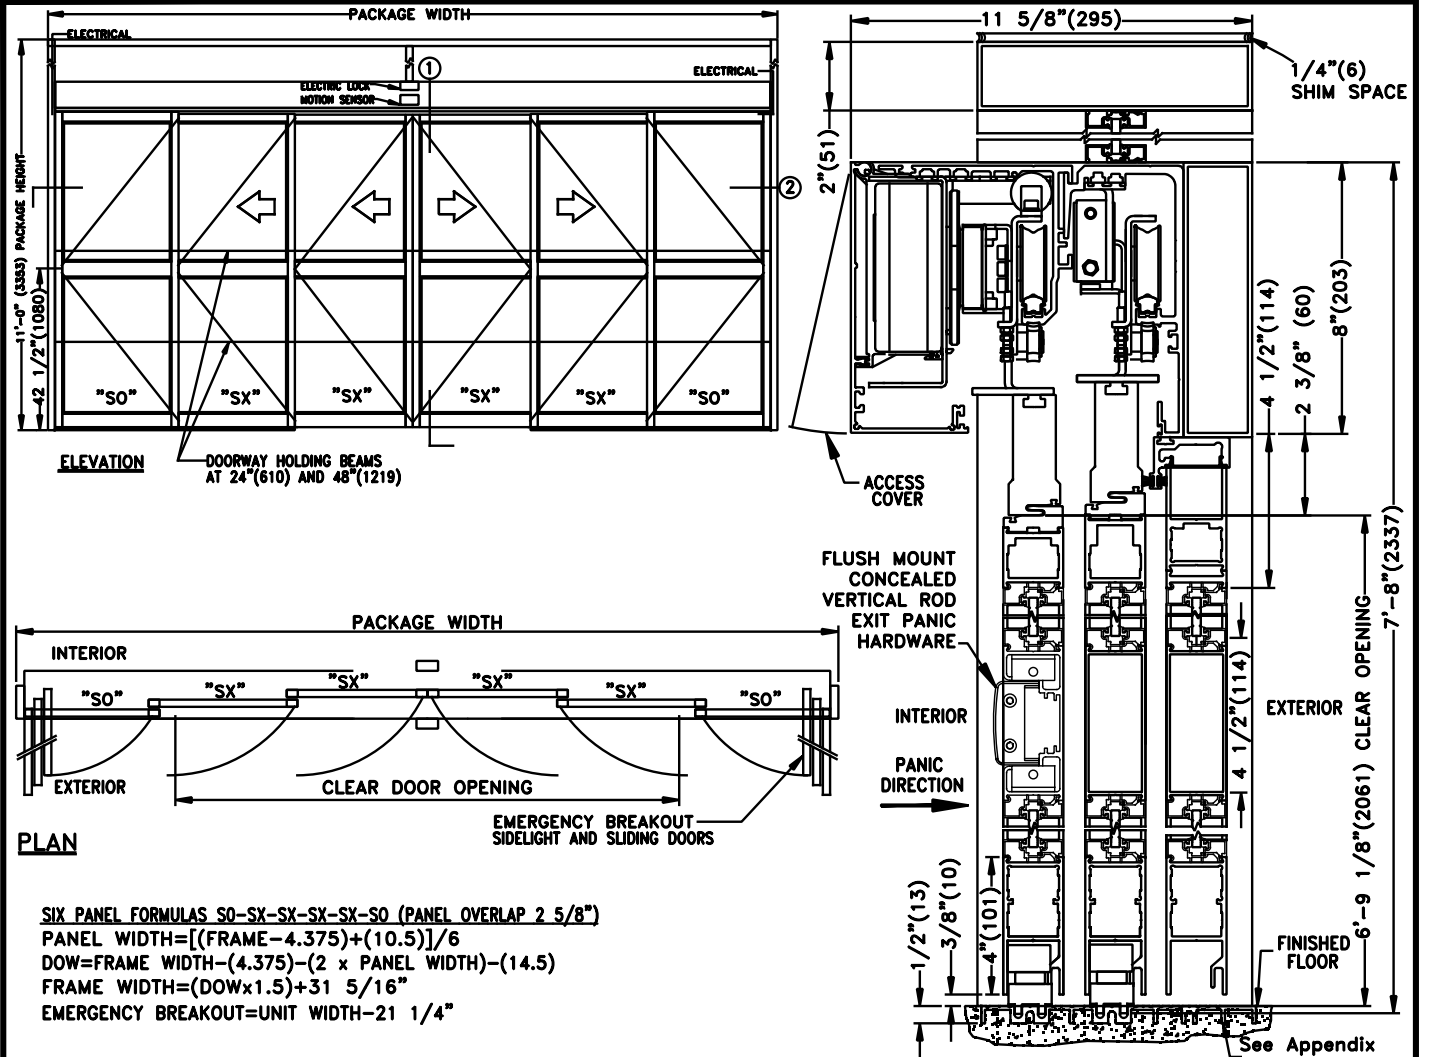 PACKAGE WIDTH
ELECTRICAL
1
ELECTRICAL
ELECTRIC LOCK
MOTION SENSOR
2
11'-0" (3353) PACKAGE HEIGHT
42 1/2"(1080)
"SO"
"SX"
"SX"
"SX"
"SX"
"SO"
ELEVATION
DOORWAY HOLDING BEAMS
AT 24"(610) AND 48"(1219)
PACKAGE WIDTH
INTERIOR
"SO"
"SX"
"SX"
"SX"
"SX"
"SO"
EXTERIOR
CLEAR DOOR OPENING
EMERGENCY BREAKOUT
SIDELIGHT AND SLIDING DOORS
PLAN
SIX PANEL FORMULAS SO-SX-SX-SX-SX-SO (PANEL OVERLAP 2 5/8")
PANEL WIDTH=[(FRAME-4.375)+(10.5)]/6
DOW=FRAME WIDTH-(4.375)-(2 x PANEL WIDTH)-(14.5)
FRAME WIDTH=(DOWx1.5)+31 5/16"
EMERGENCY BREAKOUT=UNIT WIDTH-21 1/4"
11 5/8"(295)
1/4"(6)
SHIM SPACE
2"(51)
4 1/2"(114)
2 3/8" (60)
8"(203)
7'-8"(2337)
ACCESS
COVER
FLUSH MOUNT
CONCEALED
VERTICAL ROD
EXIT PANIC
HARDWARE
INTERIOR
PANIC
DIRECTION
4 1/2"(114)
EXTERIOR
6'-9 1/8"(2061) CLEAR OPENING
1/2"(13)
3/8"(10)
4"(101)
FINISHED
FLOOR
See Appendix